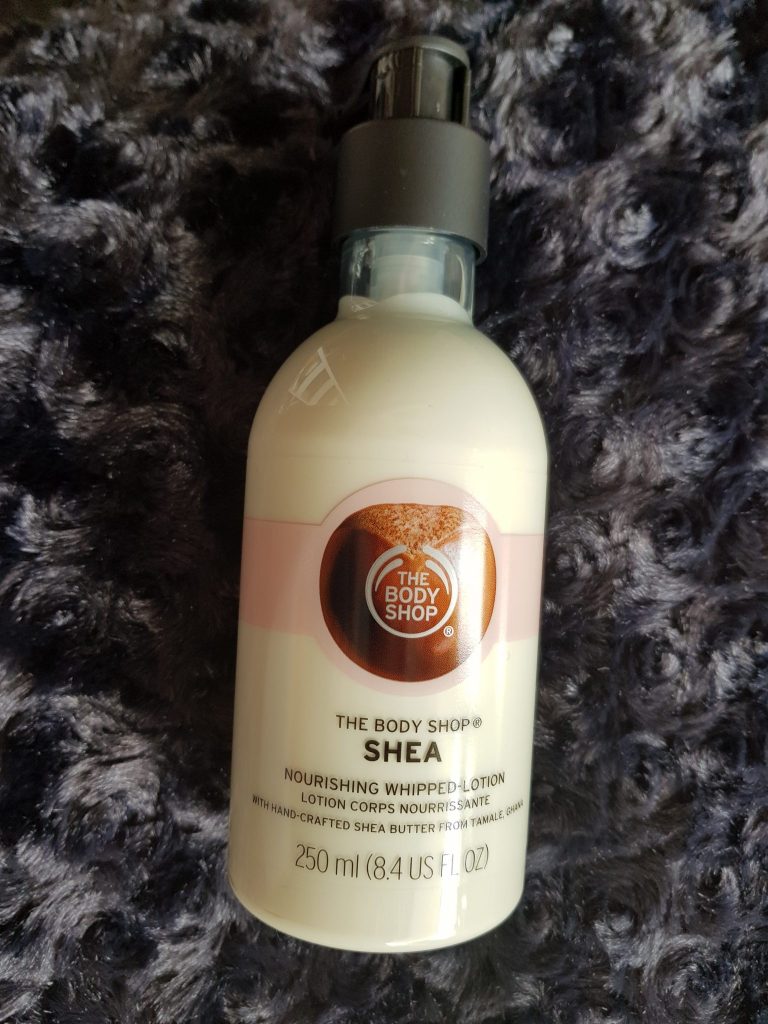 THE
BODY
SHOP
®
THE BODY SHOP®
SHEA
NOURISHING WHIPPED-LOTION
LOTION CORPS NOURRISSANTE
WITH HAND-CRAFTED SHEA BUTTER FROM TAMALE, GHANA
250 ml (8.4 US FL OZ)